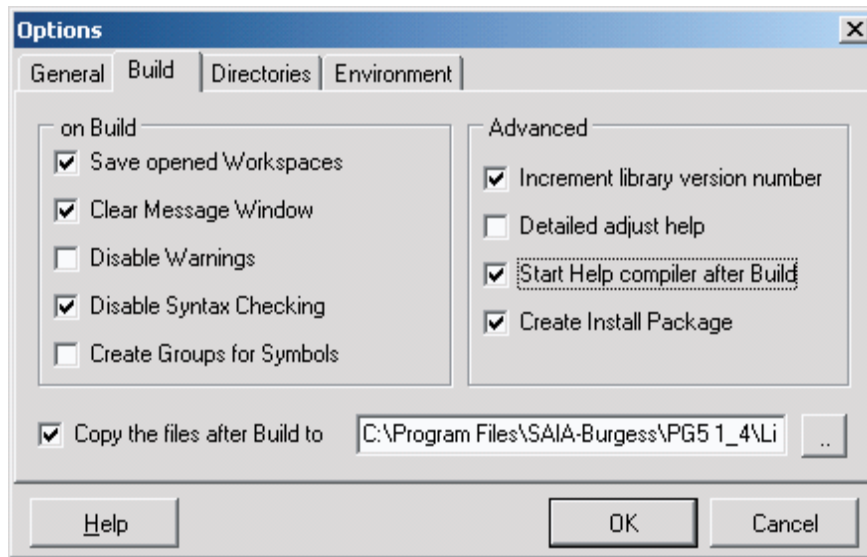 Options
General Build Directories Environment
on Build
Save opened Workspaces
Clear Message Window
Disable Warnings
Disable Syntax Checking
Create Groups for Symbols
Advanced
Increment library version number
Detailed adjust help
Start Help compiler after Build
Create Install Package
Copy the files after Build to C:\Program Files\SAIA-Burgess\PG5 1_4\Li ..
Help OK Cancel